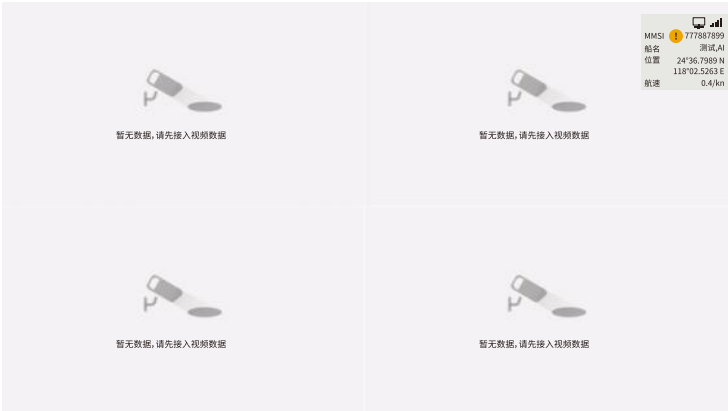 MMSI ! 777887899
船名 测试,AI
位置 24°36.7989 N
118°02.5263 E
航速 0.4/kn
暂无数据,请先接入视频数据
暂无数据,请先接入视频数据
暂无数据,请先接入视频数据
暂无数据,请先接入视频数据